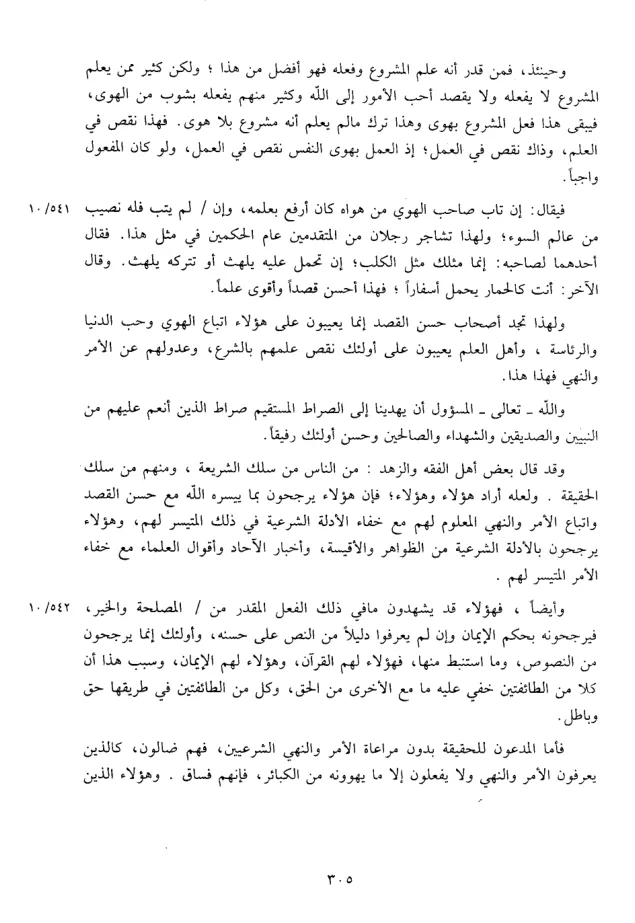 وحينئذ، فمن قدر أنه علم المشروع وفعله فهو أفضل من هذا ؛ ولكن كثير ممن يعلم
المشروع لا يفعله ولا يقصد أحب الأمور إلى الله وكثير منهم يفعله بشوب من الهوى،
فيبقى هذا فعل المشروع بهوى وهذا ترك مالم يعلم أنه مشروع بلا هوى. فهذا نقص في
العلم، وذاك نقص في العمل؛ إذ العمل بهوى النفس نقص في العمل، ولو كان المفعول
واجباً.
فيقال: إن تاب صاحب الهوي من هواه كان أرفع بعلمه، وإن / لم يتب فله نصيب ١٠/٥٤١
من عالم السوء؛ ولهذا تشاجر رجلان من المتقدمين عام الحكمين في مثل هذا. فقال
أحدهما لصاحبه: إنما مثلك مثل الكلب؛ إن تحمل عليه يلهث أو تتركه يلهث. وقال
الآخر: أنت كالحمار يحمل أسفاراً ؛ فهذا أحسن قصداً وأقوى علماً.
ولهذا تجد أصحاب حسن القصد إنما يعيبون على هؤلاء اتباع الهوي وحب الدنيا
والرئاسة ، وأهل العلم يعيبون على أولئك نقص علمهم بالشرع، وعدولهم عن الأمر
والنهي فهذا هذا.
والله ـ تعالى ـ المسؤول أن يهدينا إلى الصراط المستقيم صراط الذين أنعم عليهم من
النبيين والصديقين والشهداء والصالحين وحسن أولئك رفيقاً.
وقد قال بعض أهل الفقه والزهد : من الناس من سلك الشريعة ، ومنهم من سلك
الحقيقة . ولعله أراد هؤلاء وهؤلاء؛ فإن هؤلاء يرجحون بما ييسره الله مع حسن القصد
واتباع الأمر والنهي المعلوم لهم مع خفاء الأدلة الشرعية في ذلك المتيسر لهم، وهؤلاء
يرجحون بالأدلة الشرعية من الظواهر والأقيسة، وأخبار الآحاد وأقوال العلماء مع خفاء
الأمر المتيسر لهم .
وأيضاً ، فهؤلاء قد يشهدون مافي ذلك الفعل المقدر من / المصلحة والخير، ١٠/٥٤٢
فيرجحونه بحكم الإيمان وإن لم يعرفوا دليلاً من النص على حسنه، وأولئك إنما يرجحون
من النصوص، وما استنبط منها، فهؤلاء لهم القرآن، وهؤلاء لهم الإيمان، وسبب هذا أن
كلا من الطائفتين خفي عليه ما مع الأخرى من الحق، وكل من الطائفتين في طريقها حق
وباطل.
فأما المدعون للحقيقة بدون مراعاة الأمر والنهي الشرعيين، فهم ضالون، كالذين
يعرفون الأمر والنهي ولا يفعلون إلا ما يهوونه من الكبائر، فإنهم فساق . وهؤلاء الذين
٣٠٥